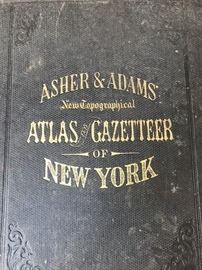 ASHER & ADAMS'
New Topographical
ATLAS and GAZETTEER
OF
NEW YORK